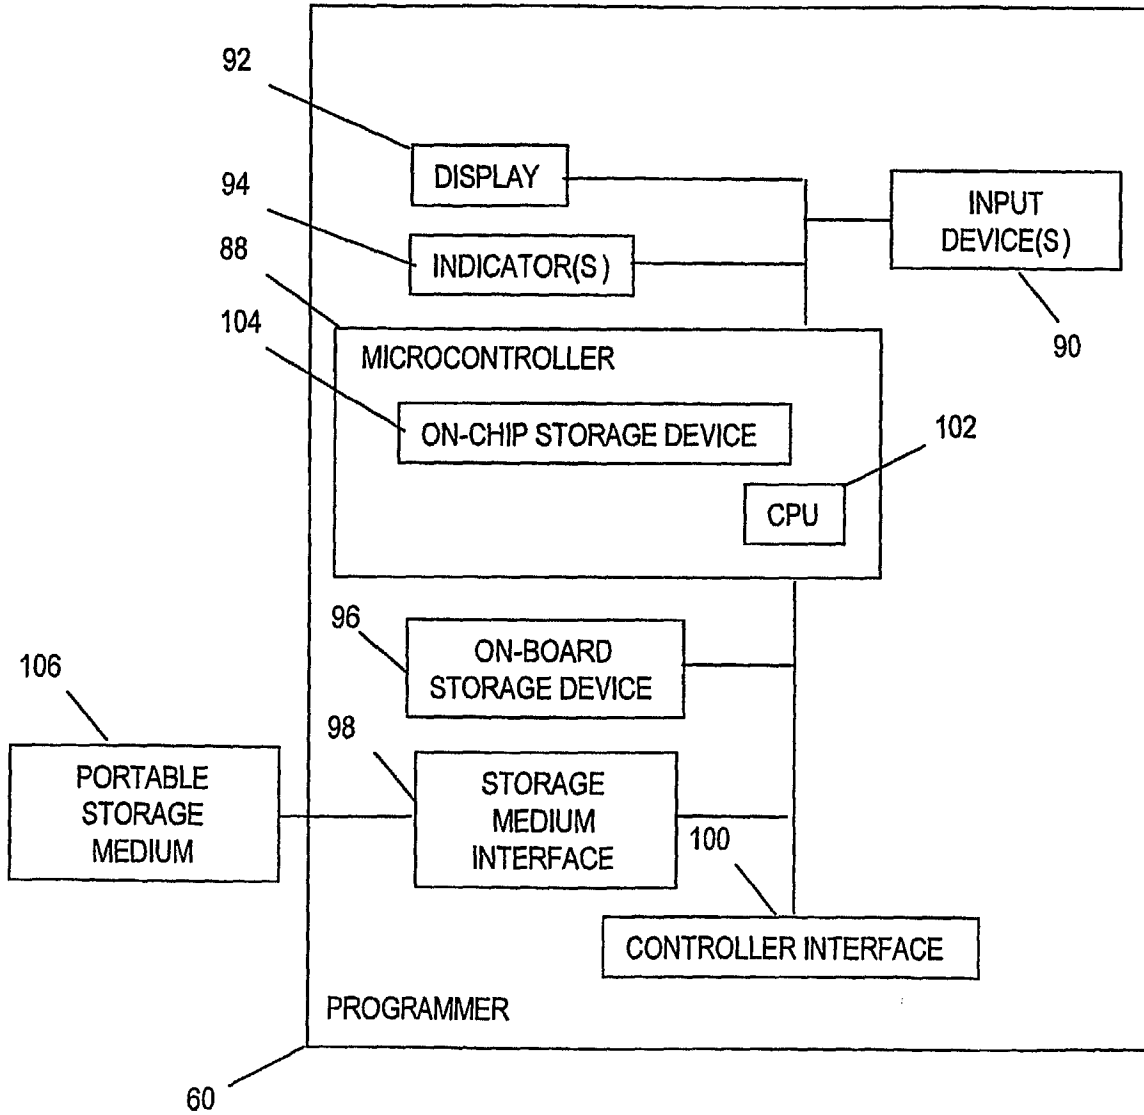 92
DISPLAY
94
INPUT
DEVICE(S)
88
INDICATOR(S)
104
90
MICROCONTROLLER
ON-CHIP STORAGE DEVICE
102
CPU
96
ON-BOARD
STORAGE DEVICE
106
98
PORTABLE
STORAGE
MEDIUM
STORAGE
MEDIUM
INTERFACE
100
CONTROLLER INTERFACE
PROGRAMMER
60